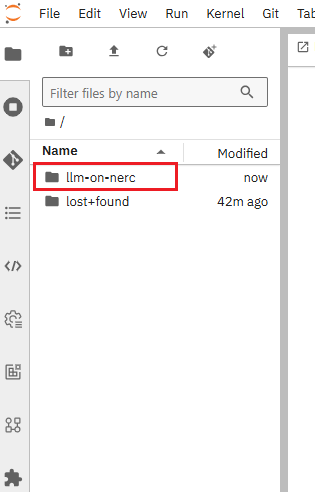 File Edit View Run Kernel Git Tab
Filter files by name
/
Name Modified
llm-on-nerc now
lost+found 42m ago